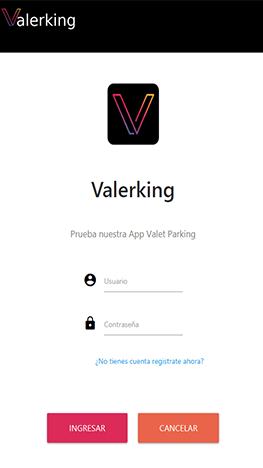 Valerking
V
Valerking
Prueba nuestra App Valet Parking
Usuario
Contraseña
¿No tienes cuenta registrate ahora?
INGRESAR
CANCELAR